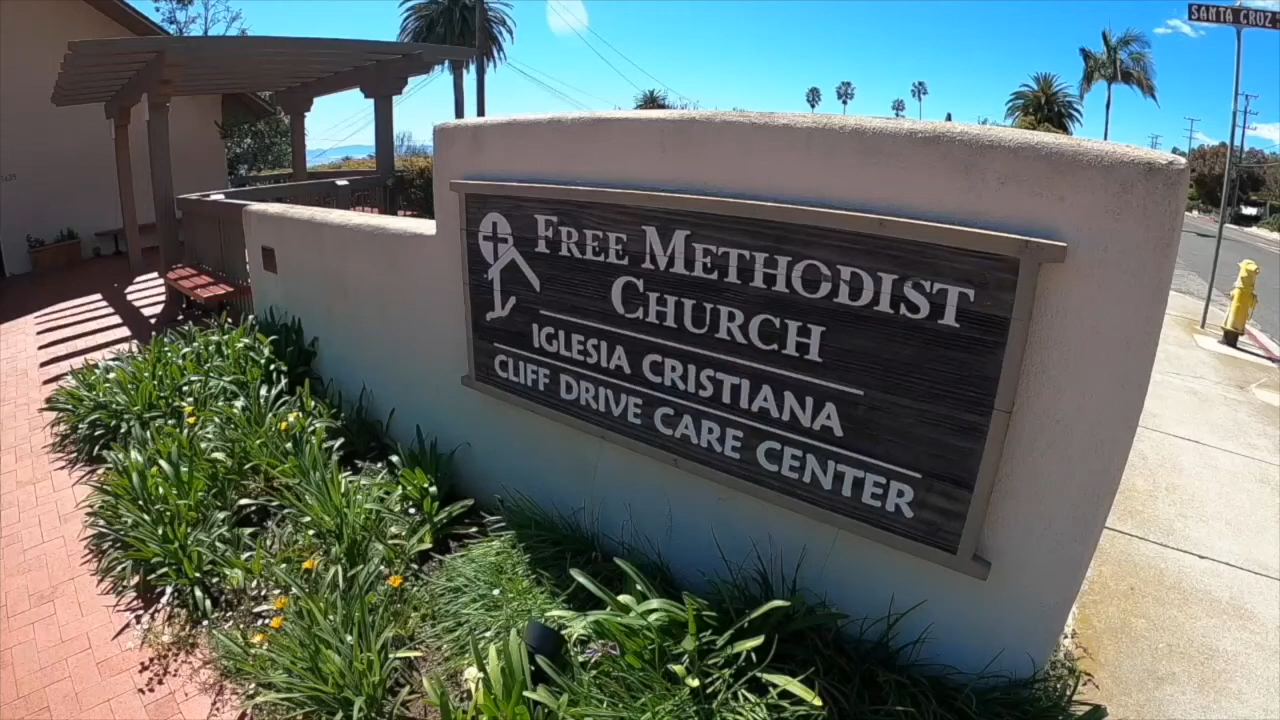 SANTA CRUZ
FREE METHODIST
CHURCH
IGLESIA CRISTIANA
CLIFF DRIVE CARE CENTER